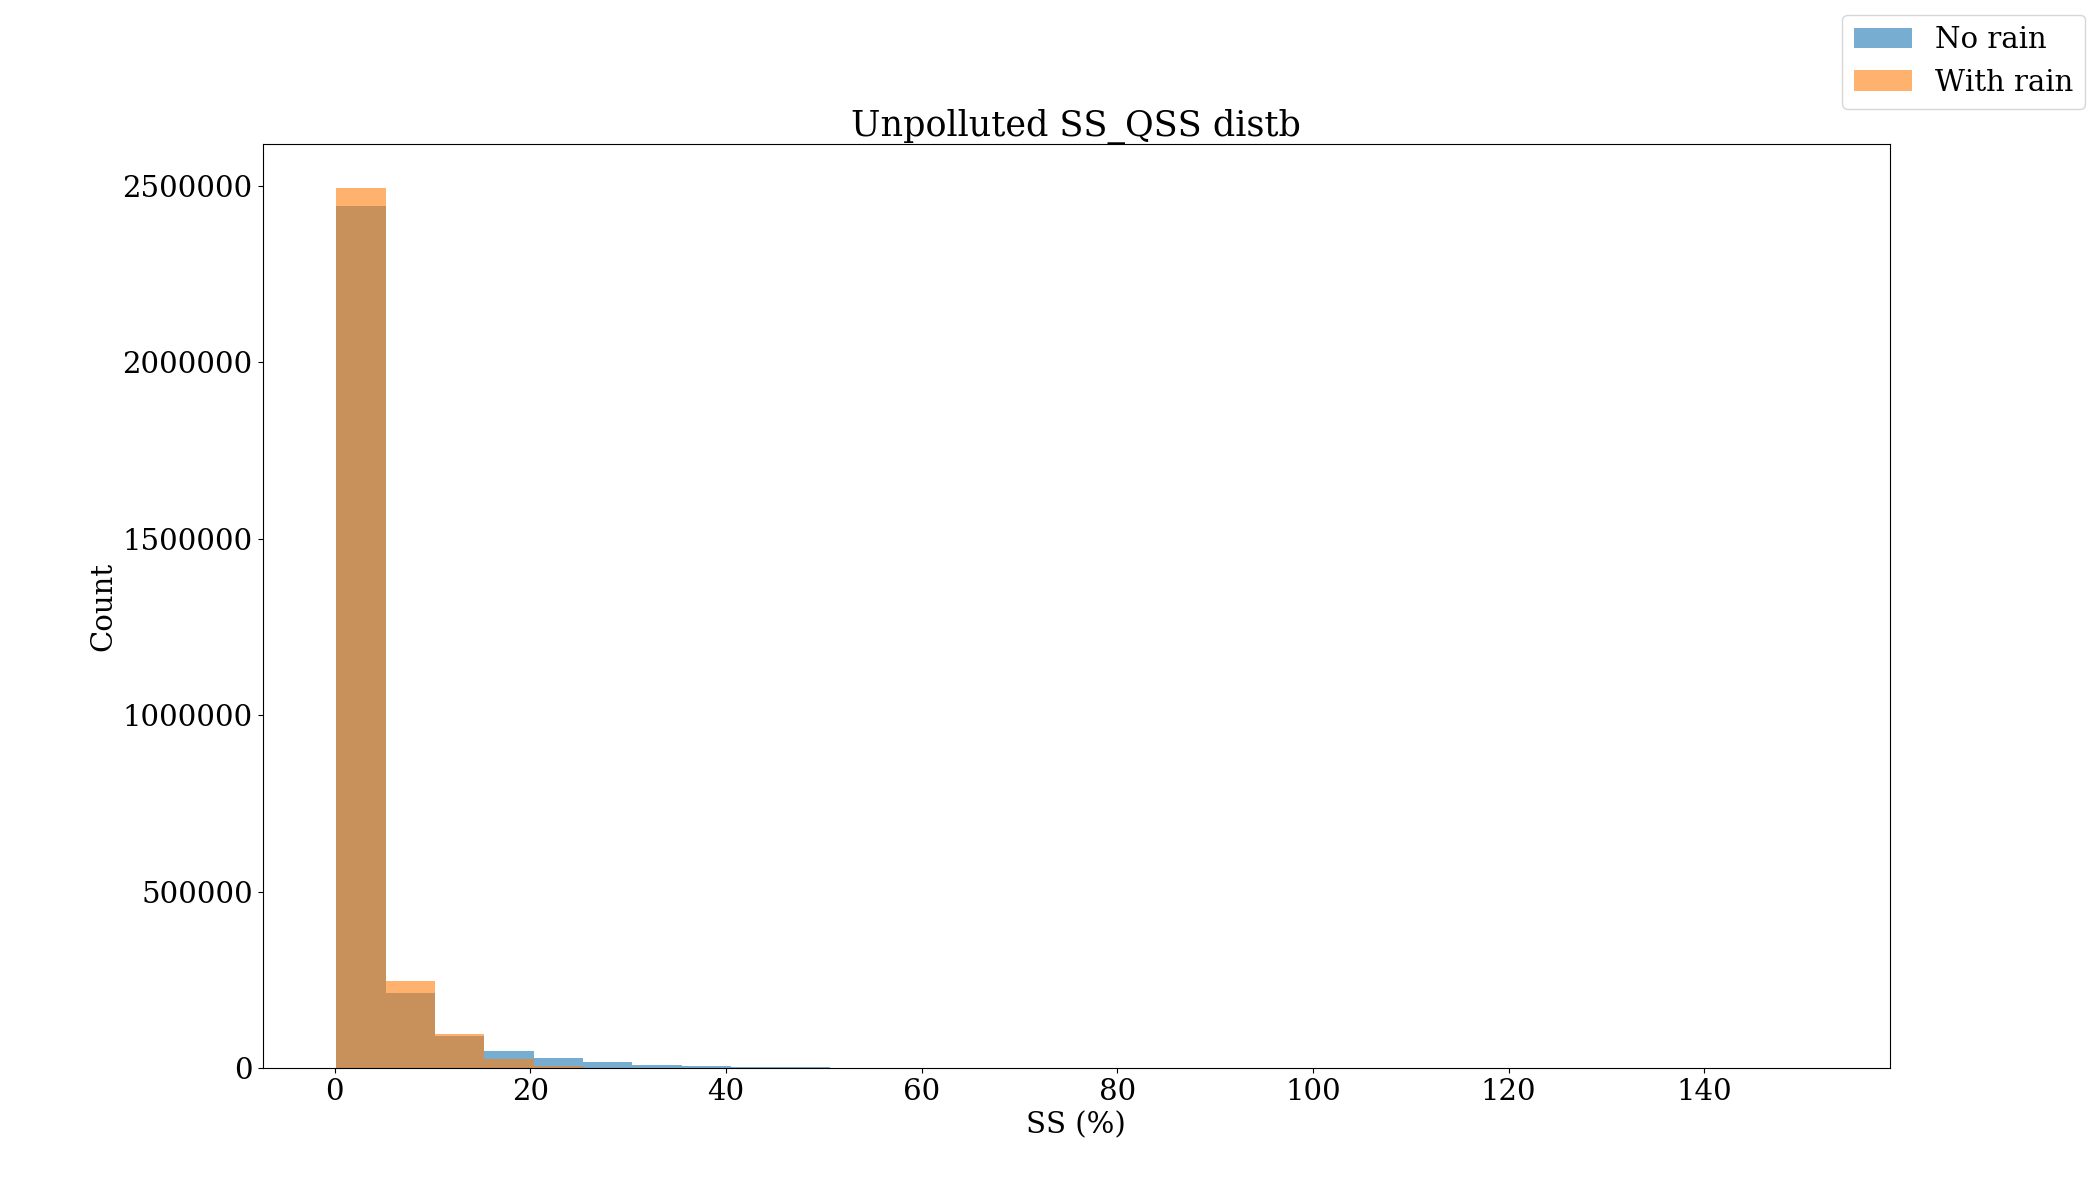 No rain
With rain
Unpolluted SS_QSS distb
2500000
2000000
1500000
1000000
500000
0
Count
0 20 40 60 80 100 120 140
SS (%)